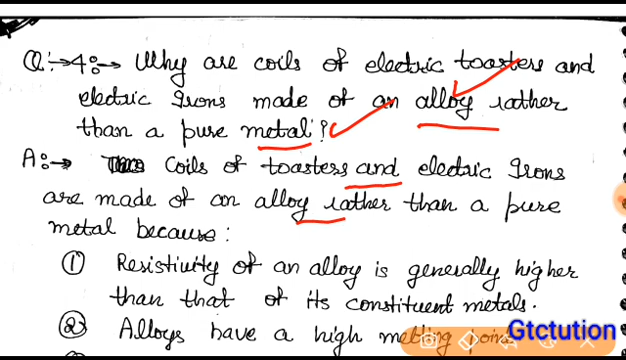 Q:→4:→ Why are coils of electric toasters and
electric Irons made of an alloy rather
than a pure metal?
A:→ Coils of toasters and electric Irons
are made of an alloy rather than a pure
metal because:
① Resistivity of an alloy is generally higher
than that of its constituent metals.
② Alloys have a high melting
Gtctution